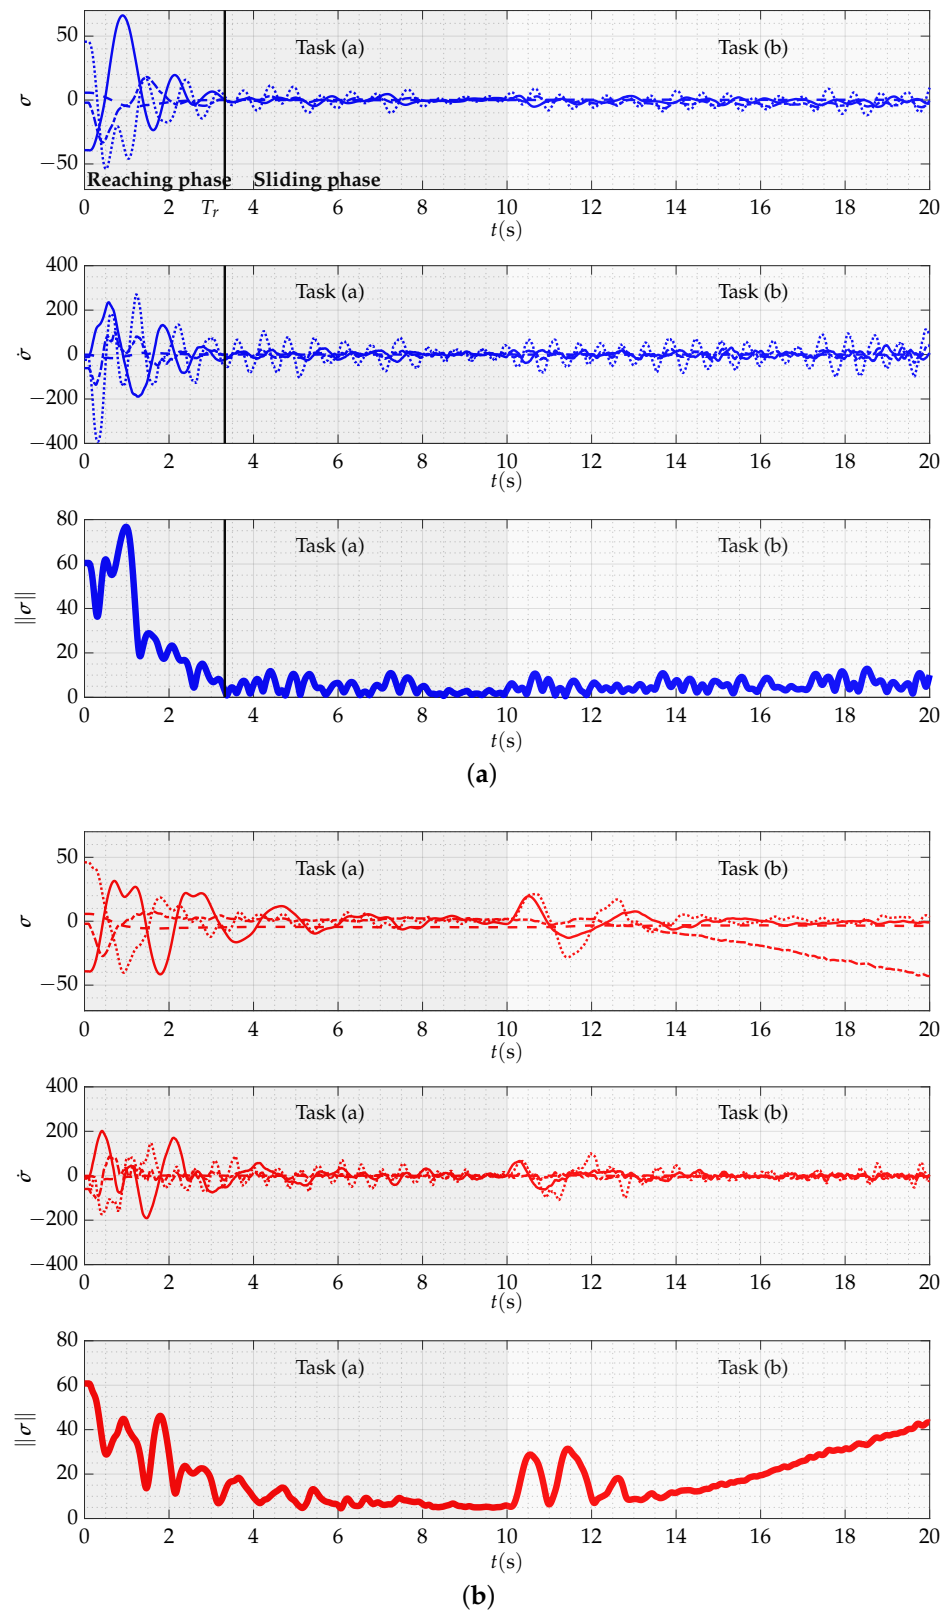 50
0
−50
σ
Task (a)
Task (b)
Reaching phase
Sliding phase
0 2 T_r 4 6 8 10 12 14 16 18 20
t(s)
400
200
0
−200
−400
σ̇
Task (a)
Task (b)
0 2 4 6 8 10 12 14 16 18 20
t(s)
80
60
40
20
0
||σ||
Task (a)
Task (b)
0 2 4 6 8 10 12 14 16 18 20
t(s)
(a)
50
0
−50
σ
Task (a)
Task (b)
0 2 4 6 8 10 12 14 16 18 20
t(s)
400
200
0
−200
−400
σ̇
Task (a)
Task (b)
0 2 4 6 8 10 12 14 16 18 20
t(s)
80
60
40
20
0
||σ||
Task (a)
Task (b)
0 2 4 6 8 10 12 14 16 18 20
t(s)
(b)